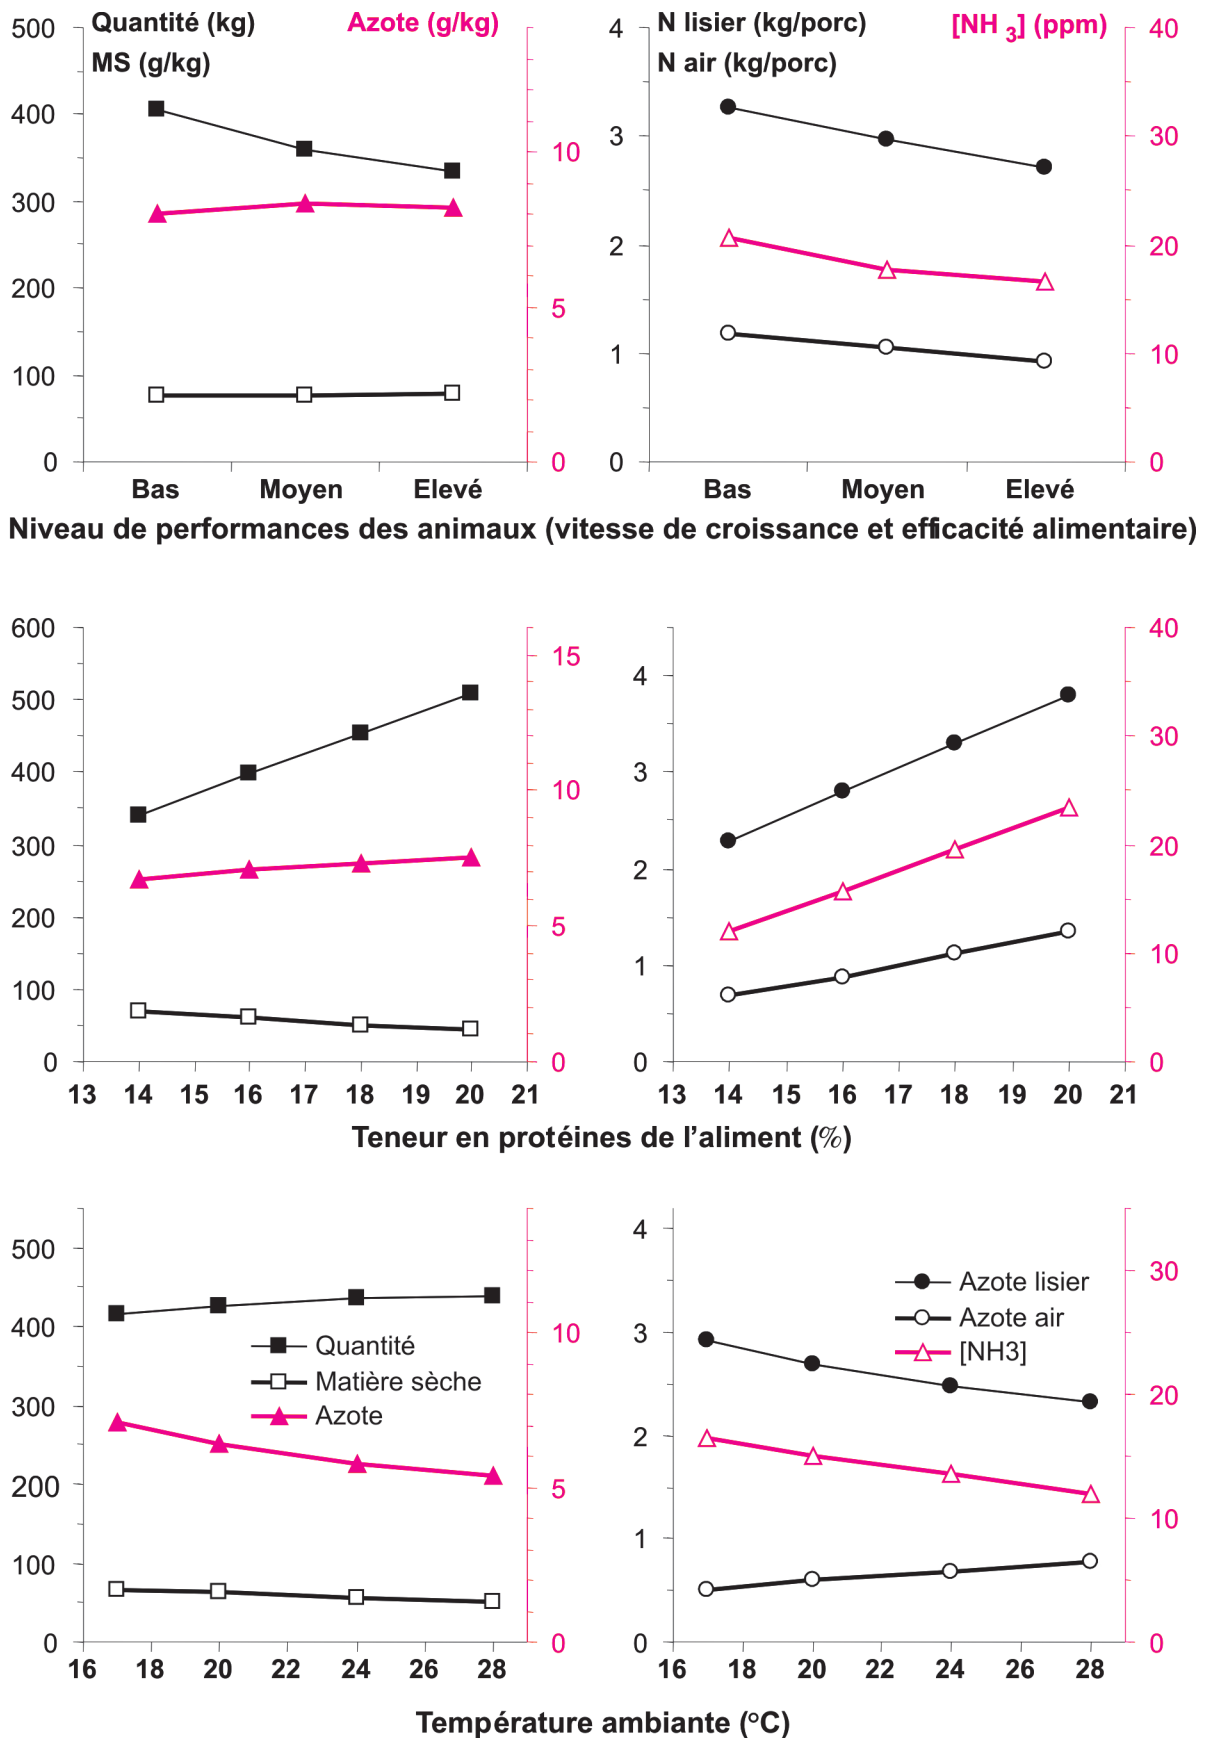 Quantité (kg)
MS (g/kg)
Azote (g/kg)
500
400
300
200
100
0
10
5
0
Bas
Moyen
Elevé
N lisier (kg/porc)
N air (kg/porc)
[NH 3] (ppm)
4
3
2
1
0
40
30
20
10
0
Bas
Moyen
Elevé
Niveau de performances des animaux (vitesse de croissance et efficacité alimentaire)
600
500
400
300
200
100
0
15
10
5
0
13 14 15 16 17 18 19 20 21
4
3
2
1
0
40
30
20
10
0
13 14 15 16 17 18 19 20 21
Teneur en protéines de l’aliment (%)
500
400
300
200
100
0
10
5
0
Quantité
Matière sèche
Azote
16 18 20 22 24 26 28
4
3
2
1
0
30
20
10
0
Azote lisier
Azote air
[NH3]
16 18 20 22 24 26 28
Température ambiante (°C)